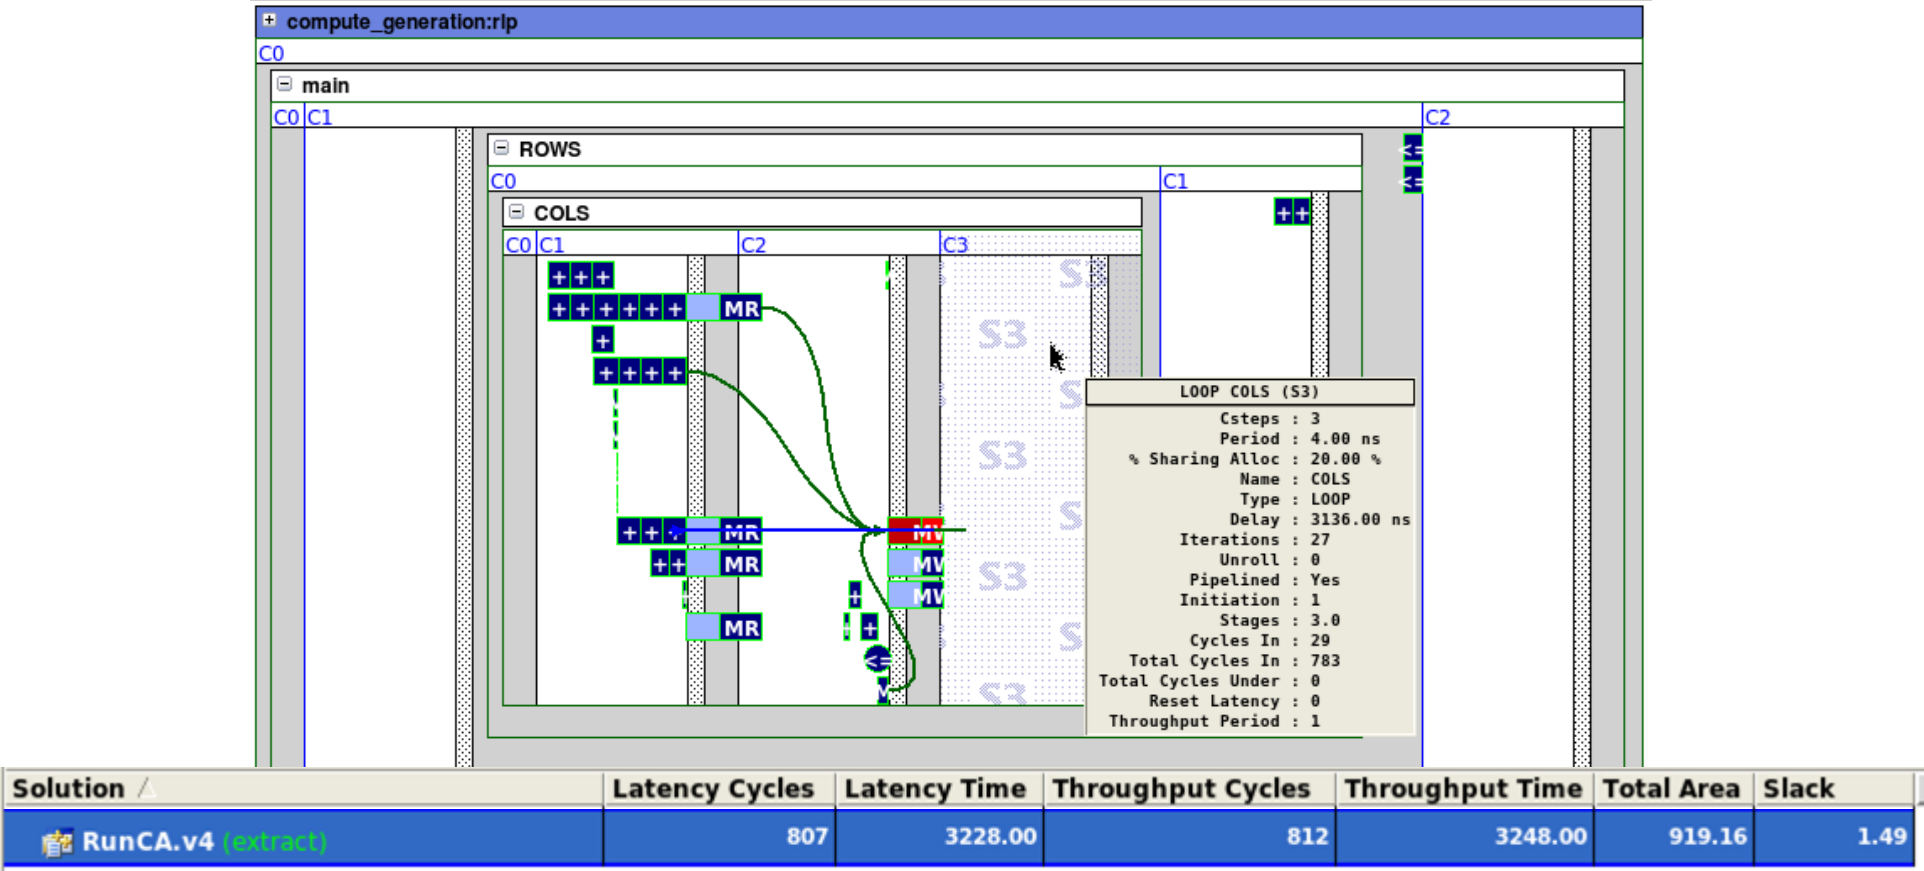 compute_generation:rlp
C0
main
C0 C1 C2
<=
ROWS
<=
C0 C1
COLS
++
C0 C1 C2 C3
+++ S3
++++++ MR
+ S3
++++
S3
S3
LOOP COLS (S3)
Csteps : 3
Period : 4.00 ns
% Sharing Alloc : 20.00 %
Name : COLS
Type : LOOP
Delay : 3136.00 ns
Iterations : 27
Unroll : 0
Pipelined : Yes
Initiation : 1
Stages : 3.0
Cycles In : 29
Total Cycles In : 783
Total Cycles Under : 0
Reset Latency : 0
Throughput Period : 1
S3
+++ MR
++ MR
S3
+
MR + S3
<=
S3
Solution Latency Cycles Latency Time Throughput Cycles Throughput Time Total Area Slack
RunCA.v4 (extract) 807 3228.00 812 3248.00 919.16 1.49